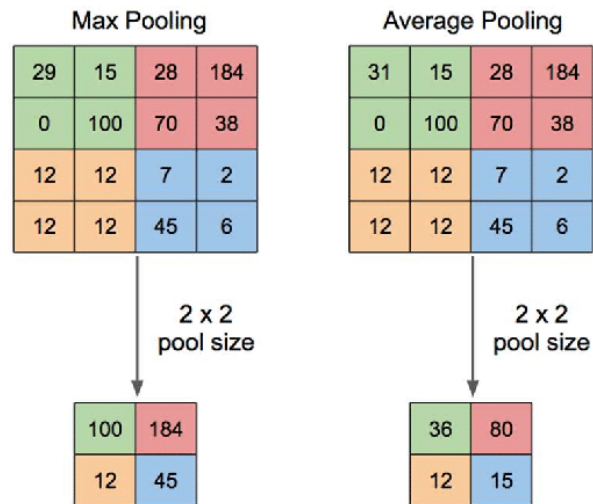 Max Pooling
29 15 28 184
0 100 70 38
12 12 7 2
12 12 45 6
2 x 2
pool size
100 184
12 45
Average Pooling
31 15 28 184
0 100 70 38
12 12 7 2
12 12 45 6
2 x 2
pool size
36 80
12 15